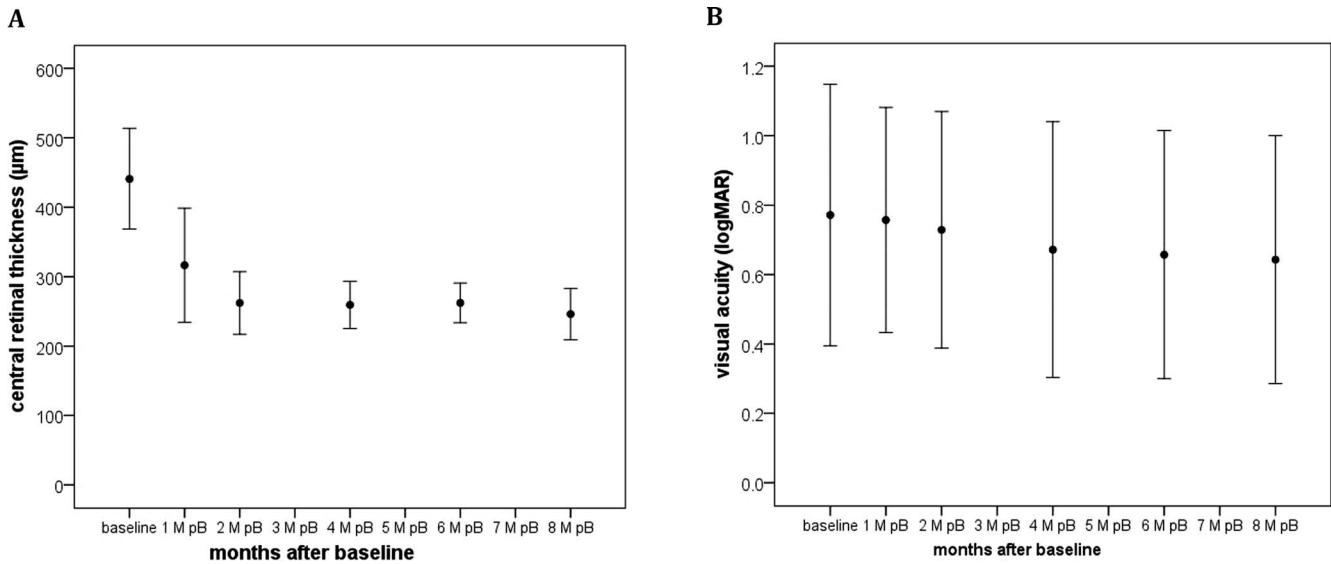 A
central retinal thickness (µm)
600
500
400
300
200
100
0
baseline 1 M pB 2 M pB 3 M pB 4 M pB 5 M pB 6 M pB 7 M pB 8 M pB
months after baseline
B
visual acuity (logMAR)
1.2
1.0
0.8
0.6
0.4
0.2
0.0
baseline 1 M pB 2 M pB 3 M pB 4 M pB 5 M pB 6 M pB 7 M pB 8 M pB
months after baseline